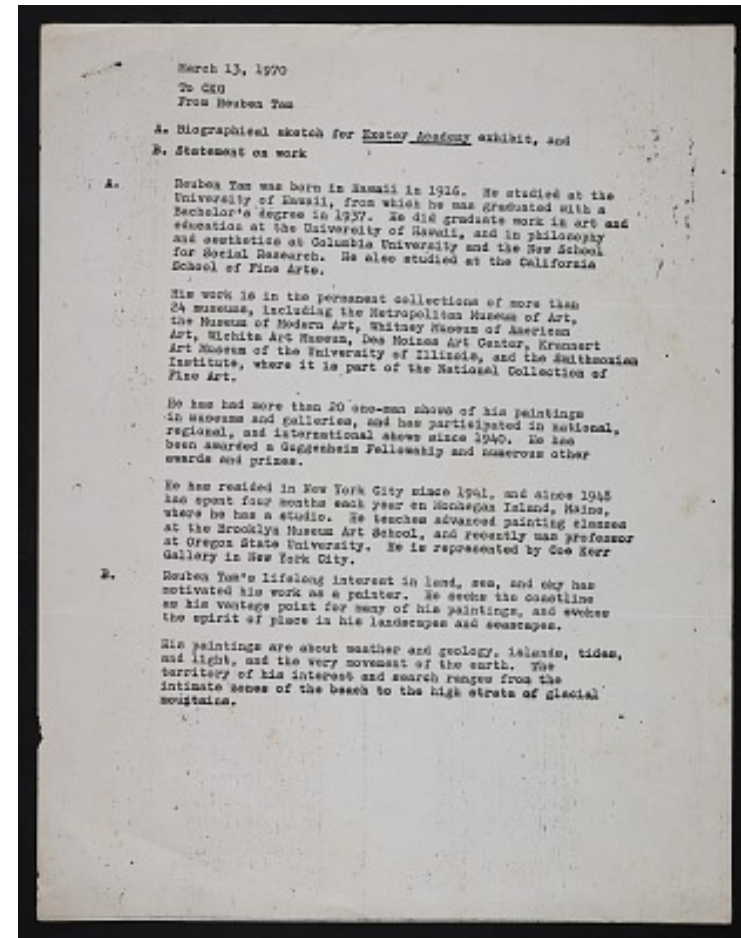 March 13, 1970
To CKG
From Reuben Tam
A. Biographical sketch for Exeter Academy exhibit, and
B. Statement on work
A. Reuben Tam was born in Hawaii in 1916. He studied at the
University of Hawaii, from which he was graduated with a
Bachelor's degree in 1937. He did graduate work in art and
education at the University of Hawaii, and in philosophy
and aesthetics at Columbia University and the New School
for Social Research. He also studied at the California
School of Fine Arts.
His work is in the permanent collections of more than
24 museums, including the Metropolitan Museum of Art,
the Museum of Modern Art, Whitney Museum of American
Art, Wichita Art Museum, Des Moines Art Center, Krannert
Art Museum of the University of Illinois, and the Smithsonian
Institute, where it is part of the National Collection of
Fine Art.
He has had more than 20 one-man shows of his paintings
in museums and galleries, and has participated in national,
regional, and international shows since 1940. He has
been awarded a Guggenheim Fellowship and numerous other
awards and prizes.
He has resided in New York City since 1941, and since 1948
has spent four months each year on Monhegan Island, Maine,
where he has a studio. He teaches advanced painting classes
at the Brooklyn Museum Art School, and recently was professor
at Oregon State University. He is represented by Coe Kerr
Gallery in New York City.
B. Reuben Tam's lifelong interest in land, sea, and sky has
motivated his work as a painter. He seeks the coastline
as his vantage point for many of his paintings, and evokes
the spirit of place in his landscapes and seascapes.
His paintings are about weather and geology, islands, tides,
and light, and the very movement of the earth. The
territory of his interest and search ranges from the
intimate zones of the beach to the high strata of glacial
mountains.